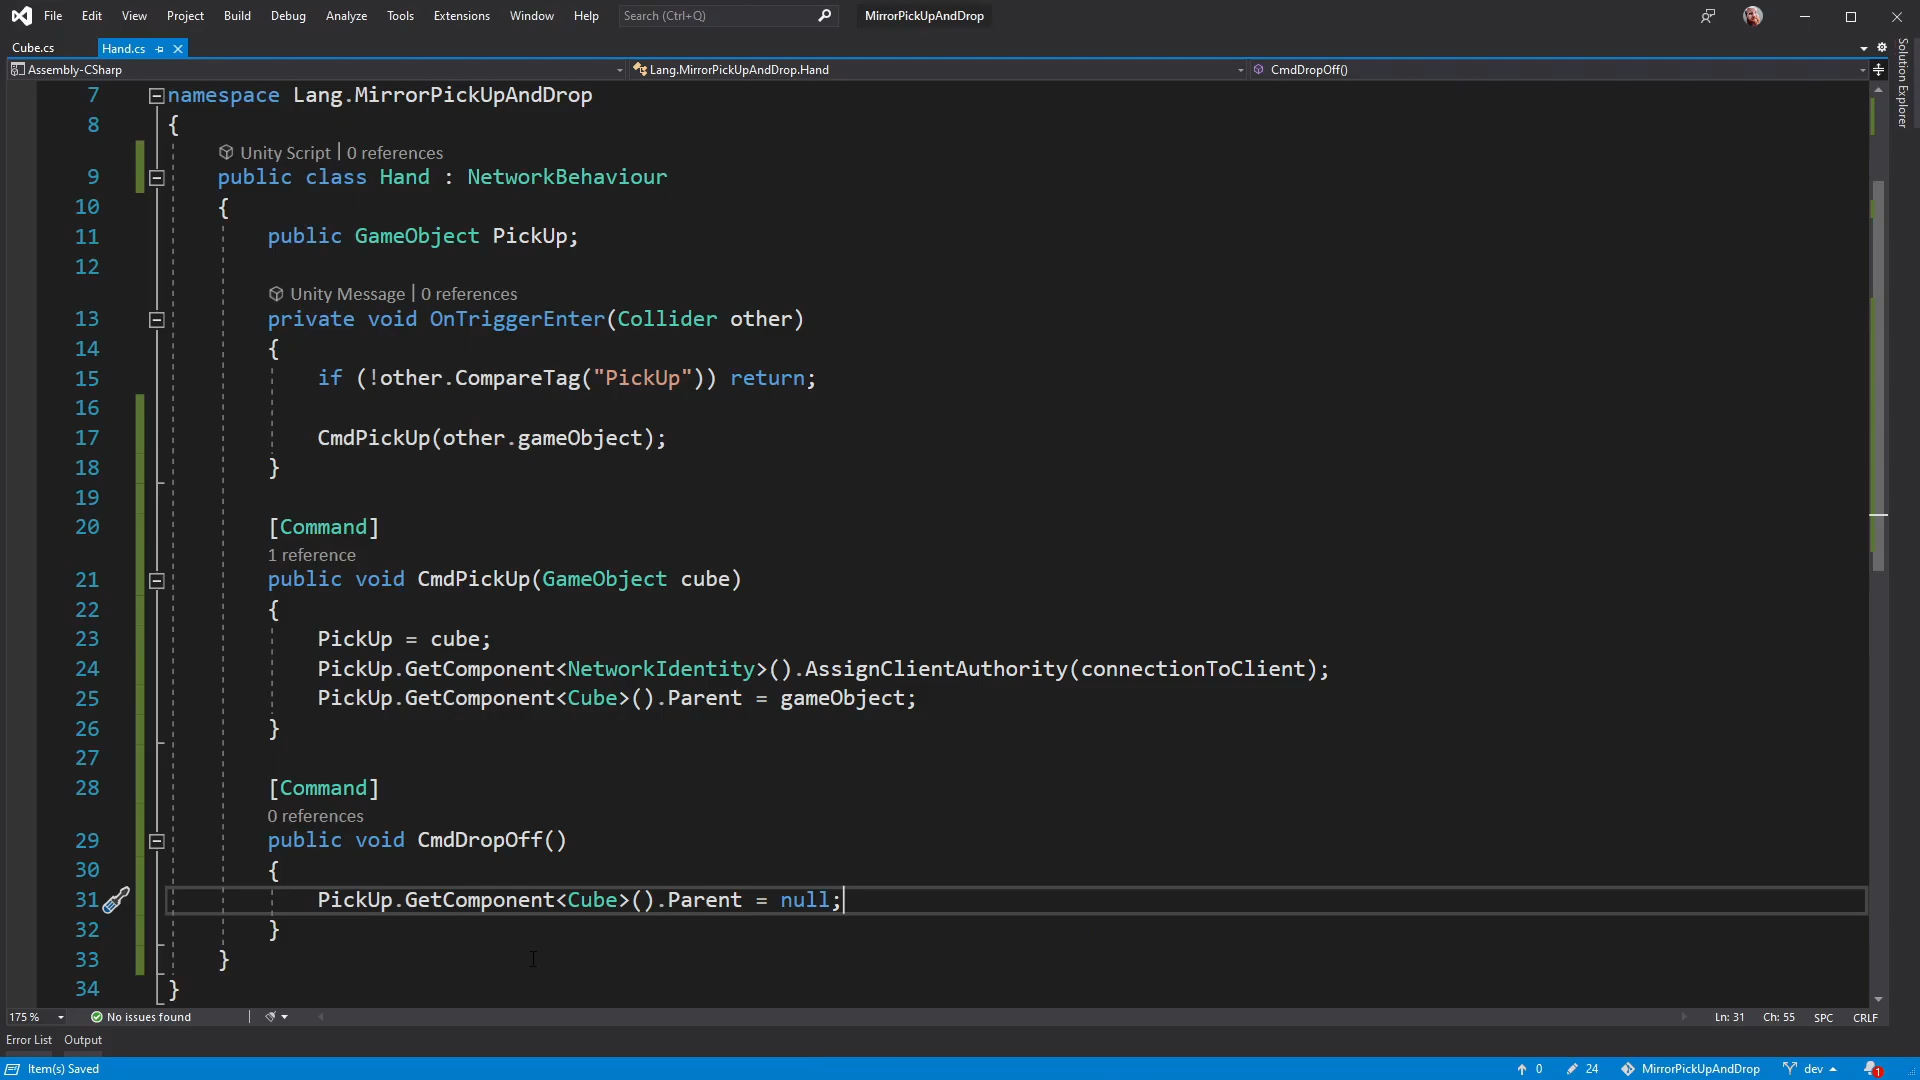 File Edit View Project Build Debug Analyze Tools Extensions Window Help Search (Ctrl+Q) MirrorPickUpAndDrop
Cube.cs Hand.cs
Assembly-CSharp Lang.MirrorPickUpAndDrop.Hand CmdDropOff()
Solution Explorer
7 namespace Lang.MirrorPickUpAndDrop
8 {
Unity Script | 0 references
9 public class Hand : NetworkBehaviour
10 {
11 public GameObject PickUp;
12
Unity Message | 0 references
13 private void OnTriggerEnter(Collider other)
14 {
15 if (!other.CompareTag("PickUp")) return;
16
17 CmdPickUp(other.gameObject);
18 }
19
20 [Command]
1 reference
21 public void CmdPickUp(GameObject cube)
22 {
23 PickUp = cube;
24 PickUp.GetComponent<NetworkIdentity>().AssignClientAuthority(connectionToClient);
25 PickUp.GetComponent<Cube>().Parent = gameObject;
26 }
27
28 [Command]
0 references
29 public void CmdDropOff()
30 {
31 PickUp.GetComponent<Cube>().Parent = null;
32 }
33 }
34 }
175 % No issues found Ln: 31 Ch: 55 SPC CRLF
Error List Output
Item(s) Saved 0 24 MirrorPickUpAndDrop dev 1